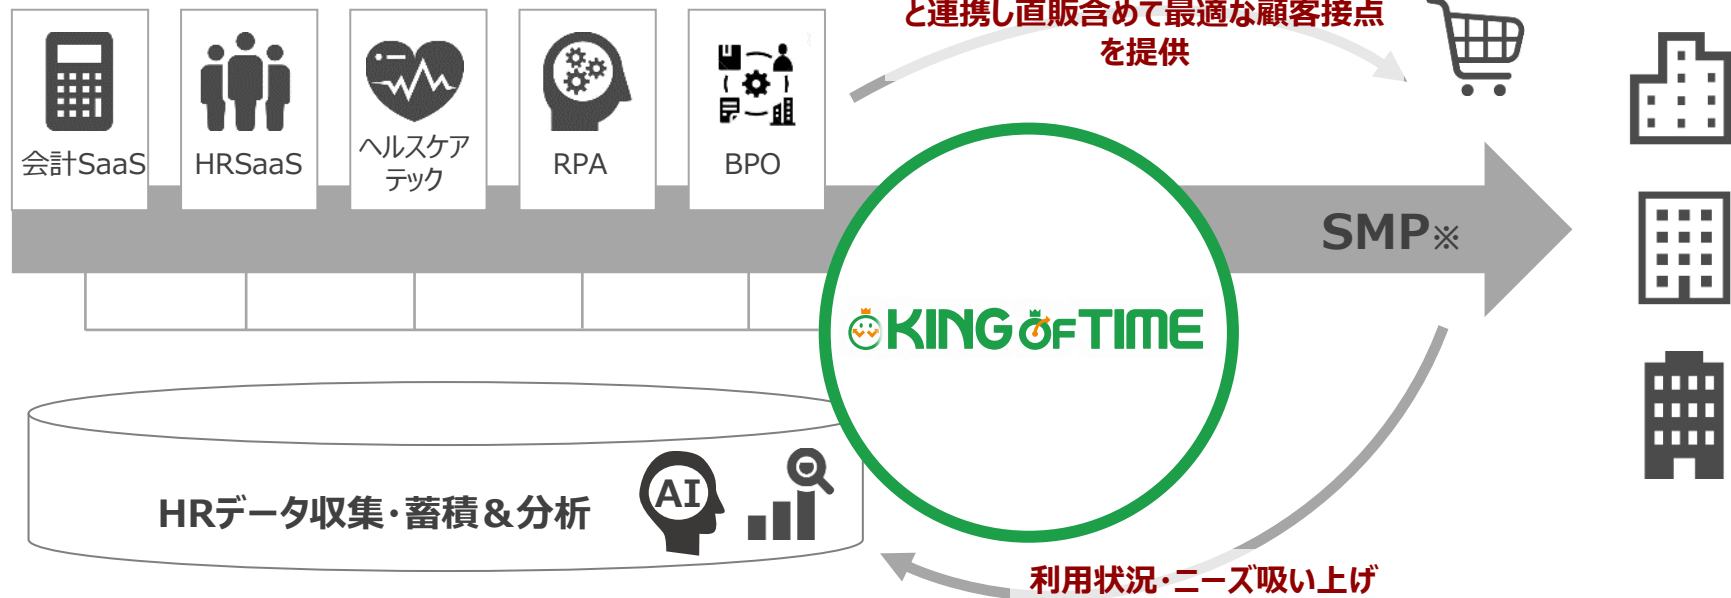 と連携し直販含めて最適な顧客接点
を提供
会計SaaS
HRSaaS
ヘルスケア
テック
RPA
BPO
SMP※
KING OF TIME
HRデータ収集・蓄積＆分析
AI
利用状況・ニーズ吸い上げ